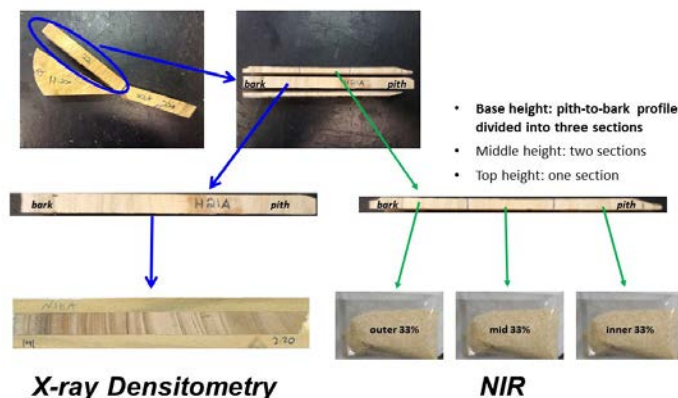 bark pith
• Base height: pith-to-bark profile
divided into three sections
• Middle height: two sections
• Top height: one section
bark H21A pith
bark pith
outer 33% mid 33% inner 33%
X-ray Densitometry NIR